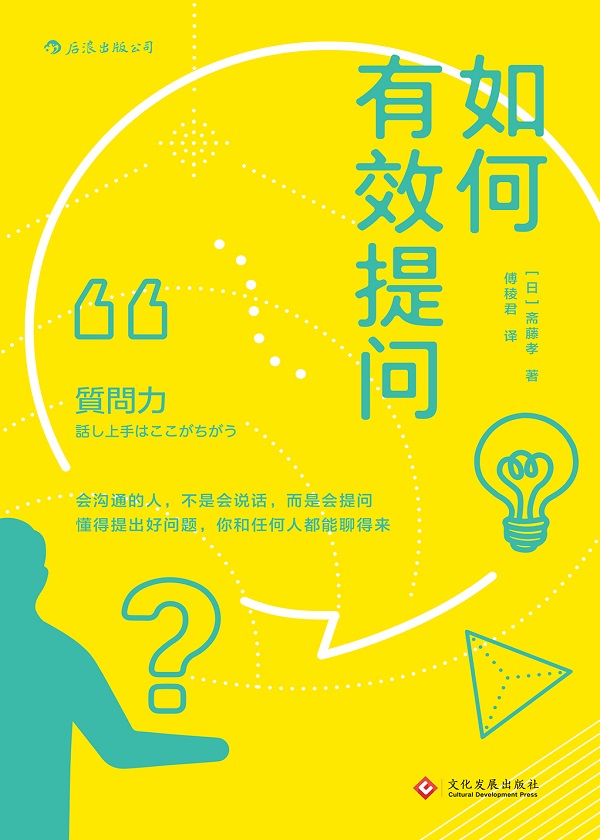 后浪出版公司
如何
有效提问
［日］斋藤孝 著
傅稜君 译
質問力
話し上手はここがちがう
会沟通的人，不是会说话，而是会提问
懂得提出好问题，你和任何人都能聊得来
文化发展出版社
Cultural Development Press